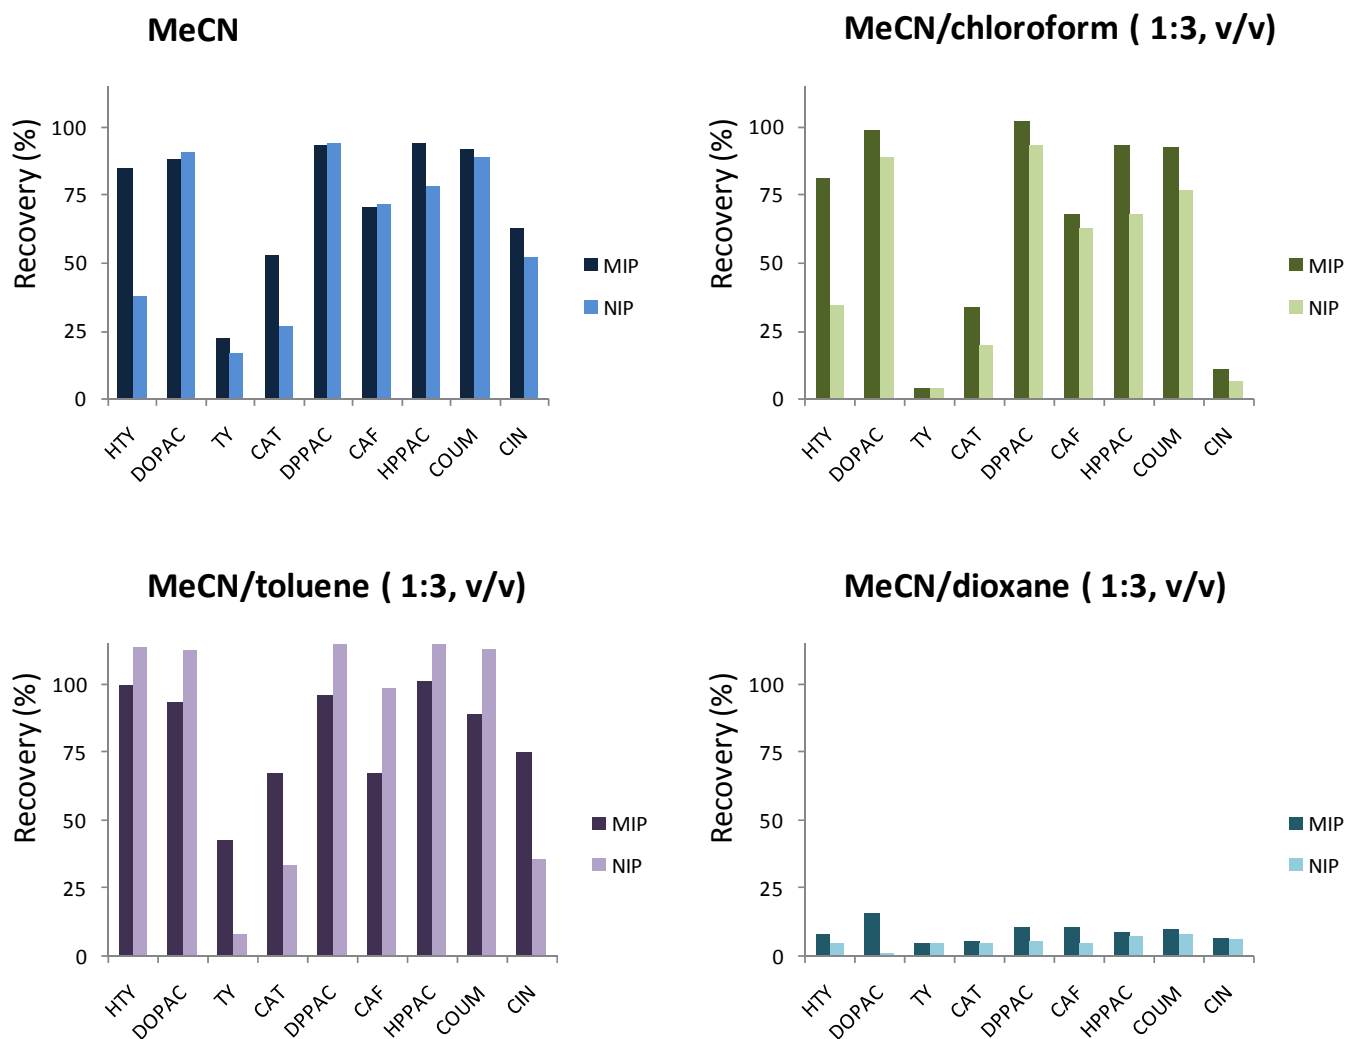 MeCN
Recovery (%)
100
75
50
25
0
HTY
DOPAC
TY
CAT
DPPAC
CAF
HPPAC
COUM
CIN
MIP
NIP
MeCN/chloroform ( 1:3, v/v)
Recovery (%)
100
75
50
25
0
HTY
DOPAC
TY
CAT
DPPAC
CAF
HPPAC
COUM
CIN
MIP
NIP
MeCN/toluene ( 1:3, v/v)
Recovery (%)
100
75
50
25
0
HTY
DOPAC
TY
CAT
DPPAC
CAF
HPPAC
COUM
CIN
MIP
NIP
MeCN/dioxane ( 1:3, v/v)
Recovery (%)
100
75
50
25
0
HTY
DOPAC
TY
CAT
DPPAC
CAF
HPPAC
COUM
CIN
MIP
NIP